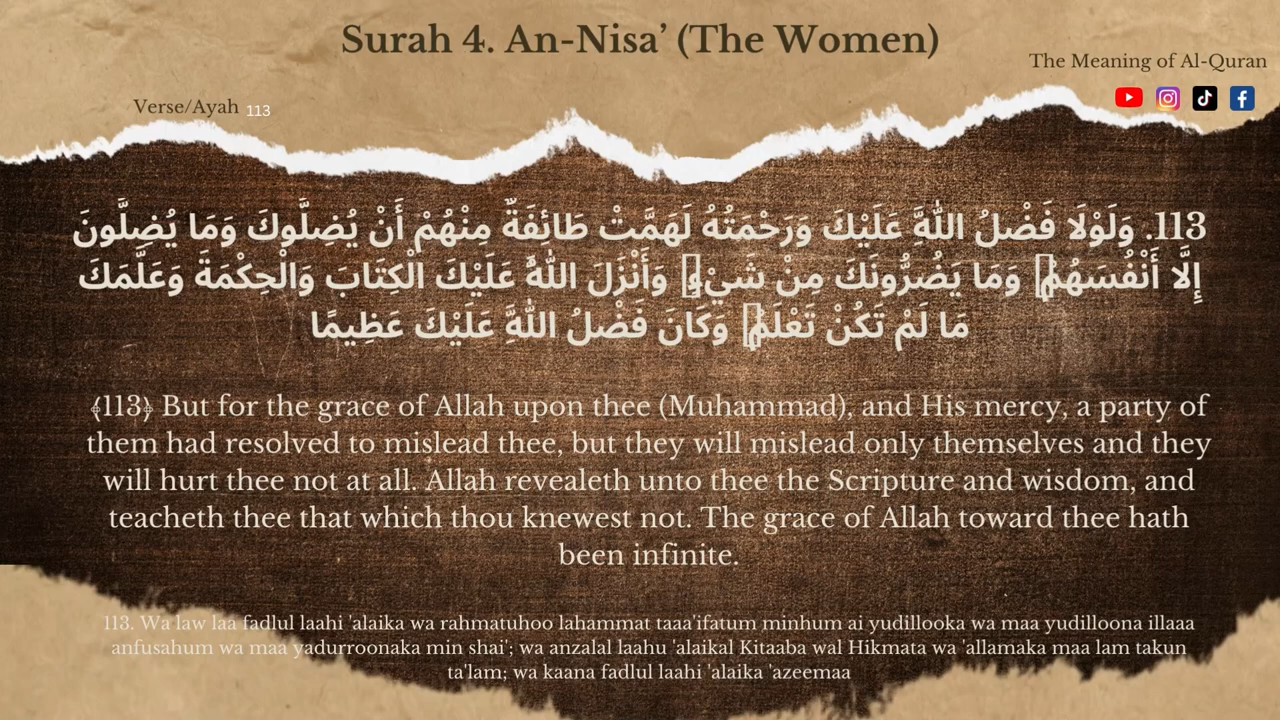 Surah 4. An-Nisa’ (The Women)
The Meaning of Al-Quran
Verse/Ayah 113
113. وَلَوْلَا فَضْلُ اللَّهِ عَلَيْكَ وَرَحْمَتُهُ لَهَمَّتْ طَائِفَةٌ مِنْهُمْ أَنْ يُضِلُّوكَ وَمَا يُضِلُّونَ
إِلَّا أَنْفُسَهُمْ وَمَا يَضُرُّونَكَ مِنْ شَيْءٍ وَأَنْزَلَ اللَّهُ عَلَيْكَ الْكِتَابَ وَالْحِكْمَةَ وَعَلَّمَكَ
مَا لَمْ تَكُنْ تَعْلَمُ وَكَانَ فَضْلُ اللَّهِ عَلَيْكَ عَظِيمًا
﴾113﴿ But for the grace of Allah upon thee (Muhammad), and His mercy, a party of
them had resolved to mislead thee, but they will mislead only themselves and they
will hurt thee not at all. Allah revealeth unto thee the Scripture and wisdom, and
teacheth thee that which thou knewest not. The grace of Allah toward thee hath
been infinite.
113. Wa law laa fadlul laahi 'alaika wa rahmatuhoo lahammat taaa'ifatum minhum ai yudillooka wa maa yudilloona illaaa
anfusahum wa maa yadurroonaka min shai'; wa anzalal laahu 'alaikal Kitaaba wal Hikmata wa 'allamaka maa lam takun
ta'lam; wa kaana fadlul laahi 'alaika 'azeemaa